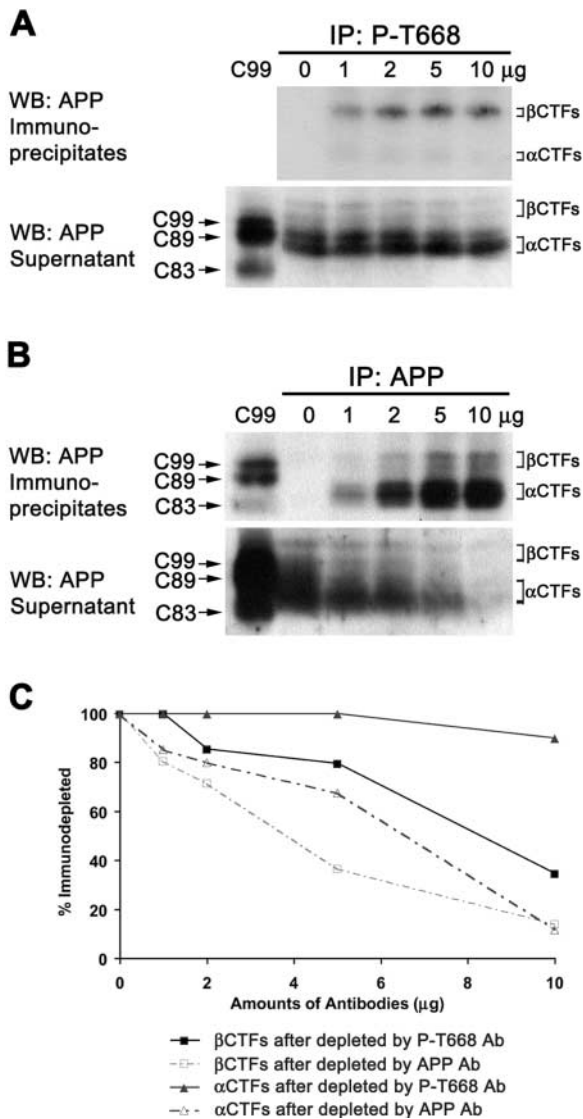 A
IP: P-T668
C99 0 1 2 5 10 μg
WB: APP
Immuno-
precipitates
βCTFs
αCTFs
WB: APP
Supernatant
C99
C89
C83
βCTFs
αCTFs
B
IP: APP
C99 0 1 2 5 10 μg
WB: APP
Immuno-
precipitates
C99
C89
C83
βCTFs
αCTFs
WB: APP
Supernatant
C99
C89
C83
βCTFs
αCTFs
C
% Immunodepleted
100
80
60
40
20
0
0 2 4 6 8 10
Amounts of Antibodies (μg)
βCTFs after depleted by P-T668 Ab
βCTFs after depleted by APP Ab
αCTFs after depleted by P-T668 Ab
αCTFs after depleted by APP Ab